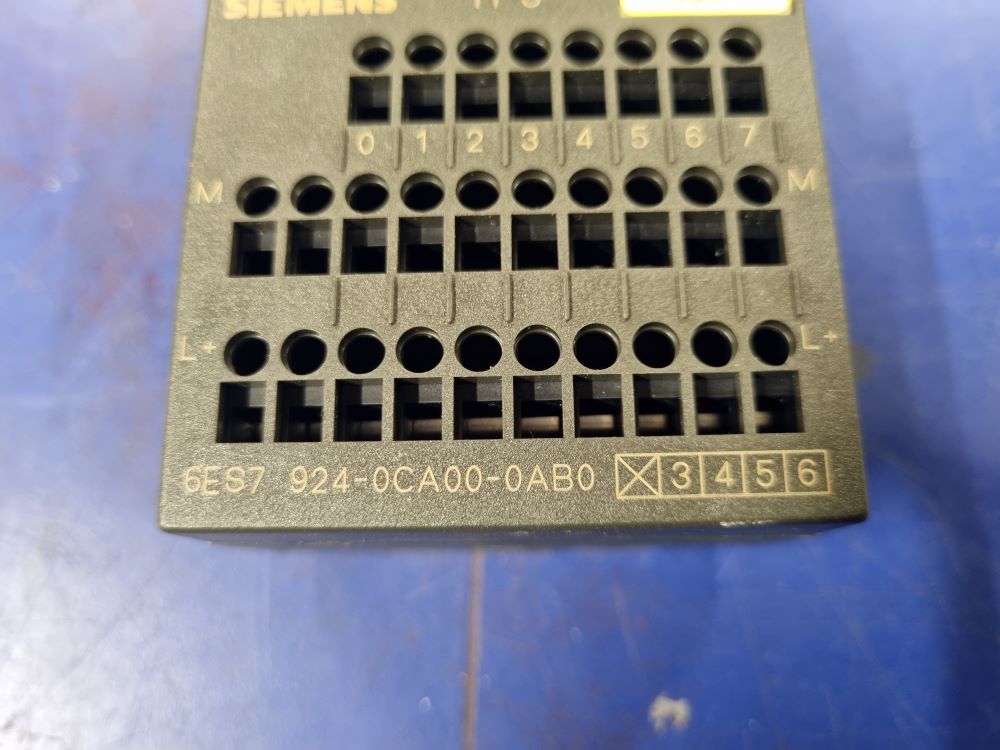 SIEMENS
0 1 2 3 4 5 6 7
M M
L+ L+
6ES7 924-0CA00-0AB0 X 3 4 5 6